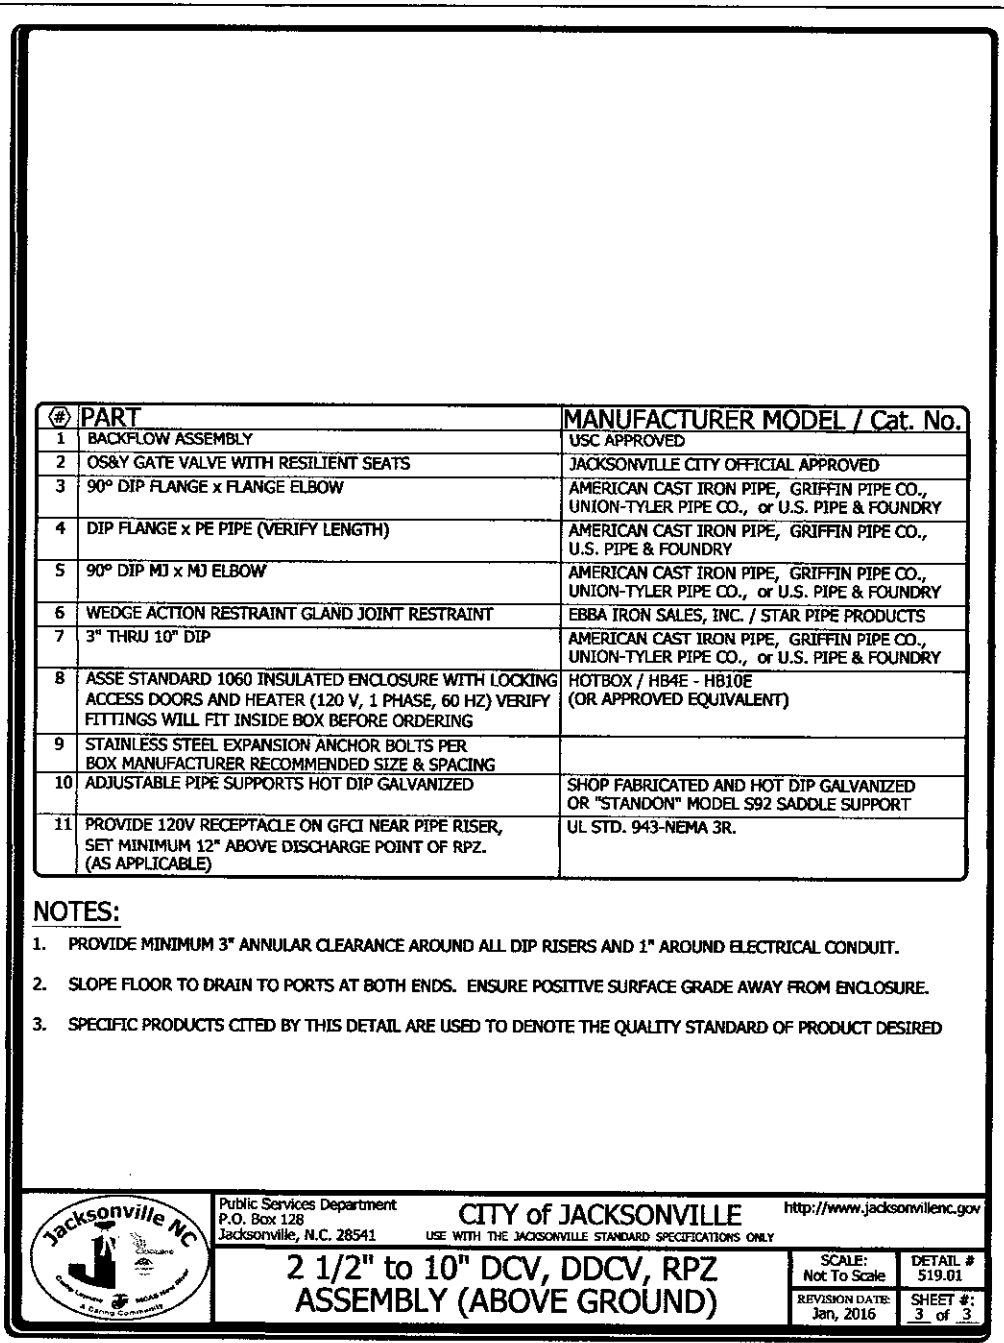 (#) PART MANUFACTURER MODEL / Cat. No.
1 BACKFLOW ASSEMBLY USC APPROVED
2 OS&Y GATE VALVE WITH RESILIENT SEATS JACKSONVILLE CITY OFFICIAL APPROVED
3 90º DIP FLANGE x FLANGE ELBOW AMERICAN CAST IRON PIPE, GRIFFIN PIPE CO.,
UNION-TYLER PIPE CO., or U.S. PIPE & FOUNDRY
4 DIP FLANGE x PE PIPE (VERIFY LENGTH) AMERICAN CAST IRON PIPE, GRIFFIN PIPE CO.,
U.S. PIPE & FOUNDRY
5 90º DIP MJ x MJ ELBOW AMERICAN CAST IRON PIPE, GRIFFIN PIPE CO.,
UNION-TYLER PIPE CO., or U.S. PIPE & FOUNDRY
6 WEDGE ACTION RESTRAINT GLAND JOINT RESTRAINT EBBA IRON SALES, INC. / STAR PIPE PRODUCTS
7 3" THRU 10" DIP AMERICAN CAST IRON PIPE, GRIFFIN PIPE CO.,
UNION-TYLER PIPE CO., or U.S. PIPE & FOUNDRY
8 ASSE STANDARD 1060 INSULATED ENCLOSURE WITH LOCKING HOTBOX / HB4E - HB10E
ACCESS DOORS AND HEATER (120 V, 1 PHASE, 60 HZ) VERIFY (OR APPROVED EQUIVALENT)
FITTINGS WILL FIT INSIDE BOX BEFORE ORDERING
9 STAINLESS STEEL EXPANSION ANCHOR BOLTS PER
BOX MANUFACTURER RECOMMENDED SIZE & SPACING
10 ADJUSTABLE PIPE SUPPORTS HOT DIP GALVANIZED SHOP FABRICATED AND HOT DIP GALVANIZED
OR "STANDON" MODEL S92 SADDLE SUPPORT
11 PROVIDE 120V RECEPTACLE ON GFCI NEAR PIPE RISER, UL STD. 943-NEMA 3R.
SET MINIMUM 12" ABOVE DISCHARGE POINT OF RPZ.
(AS APPLICABLE)
NOTES:
1. PROVIDE MINIMUM 3" ANNULAR CLEARANCE AROUND ALL DIP RISERS AND 1" AROUND ELECTRICAL CONDUIT.
2. SLOPE FLOOR TO DRAIN TO PORTS AT BOTH ENDS. ENSURE POSITIVE SURFACE GRADE AWAY FROM ENCLOSURE.
3. SPECIFIC PRODUCTS CITED BY THIS DETAIL ARE USED TO DENOTE THE QUALITY STANDARD OF PRODUCT DESIRED
Jacksonville NC
A Caring Community
Public Services Department
P.O. Box 128
Jacksonville, N.C. 28541
CITY of JACKSONVILLE
USE WITH THE JACKSONVILLE STANDARD SPECIFICATIONS ONLY
http://www.jacksonvillenc.gov
2 1/2" to 10" DCV, DDCV, RPZ
ASSEMBLY (ABOVE GROUND)
SCALE:
Not To Scale
DETAIL #
519.01
REVISION DATE:
Jan, 2016
SHEET #:
3 of 3